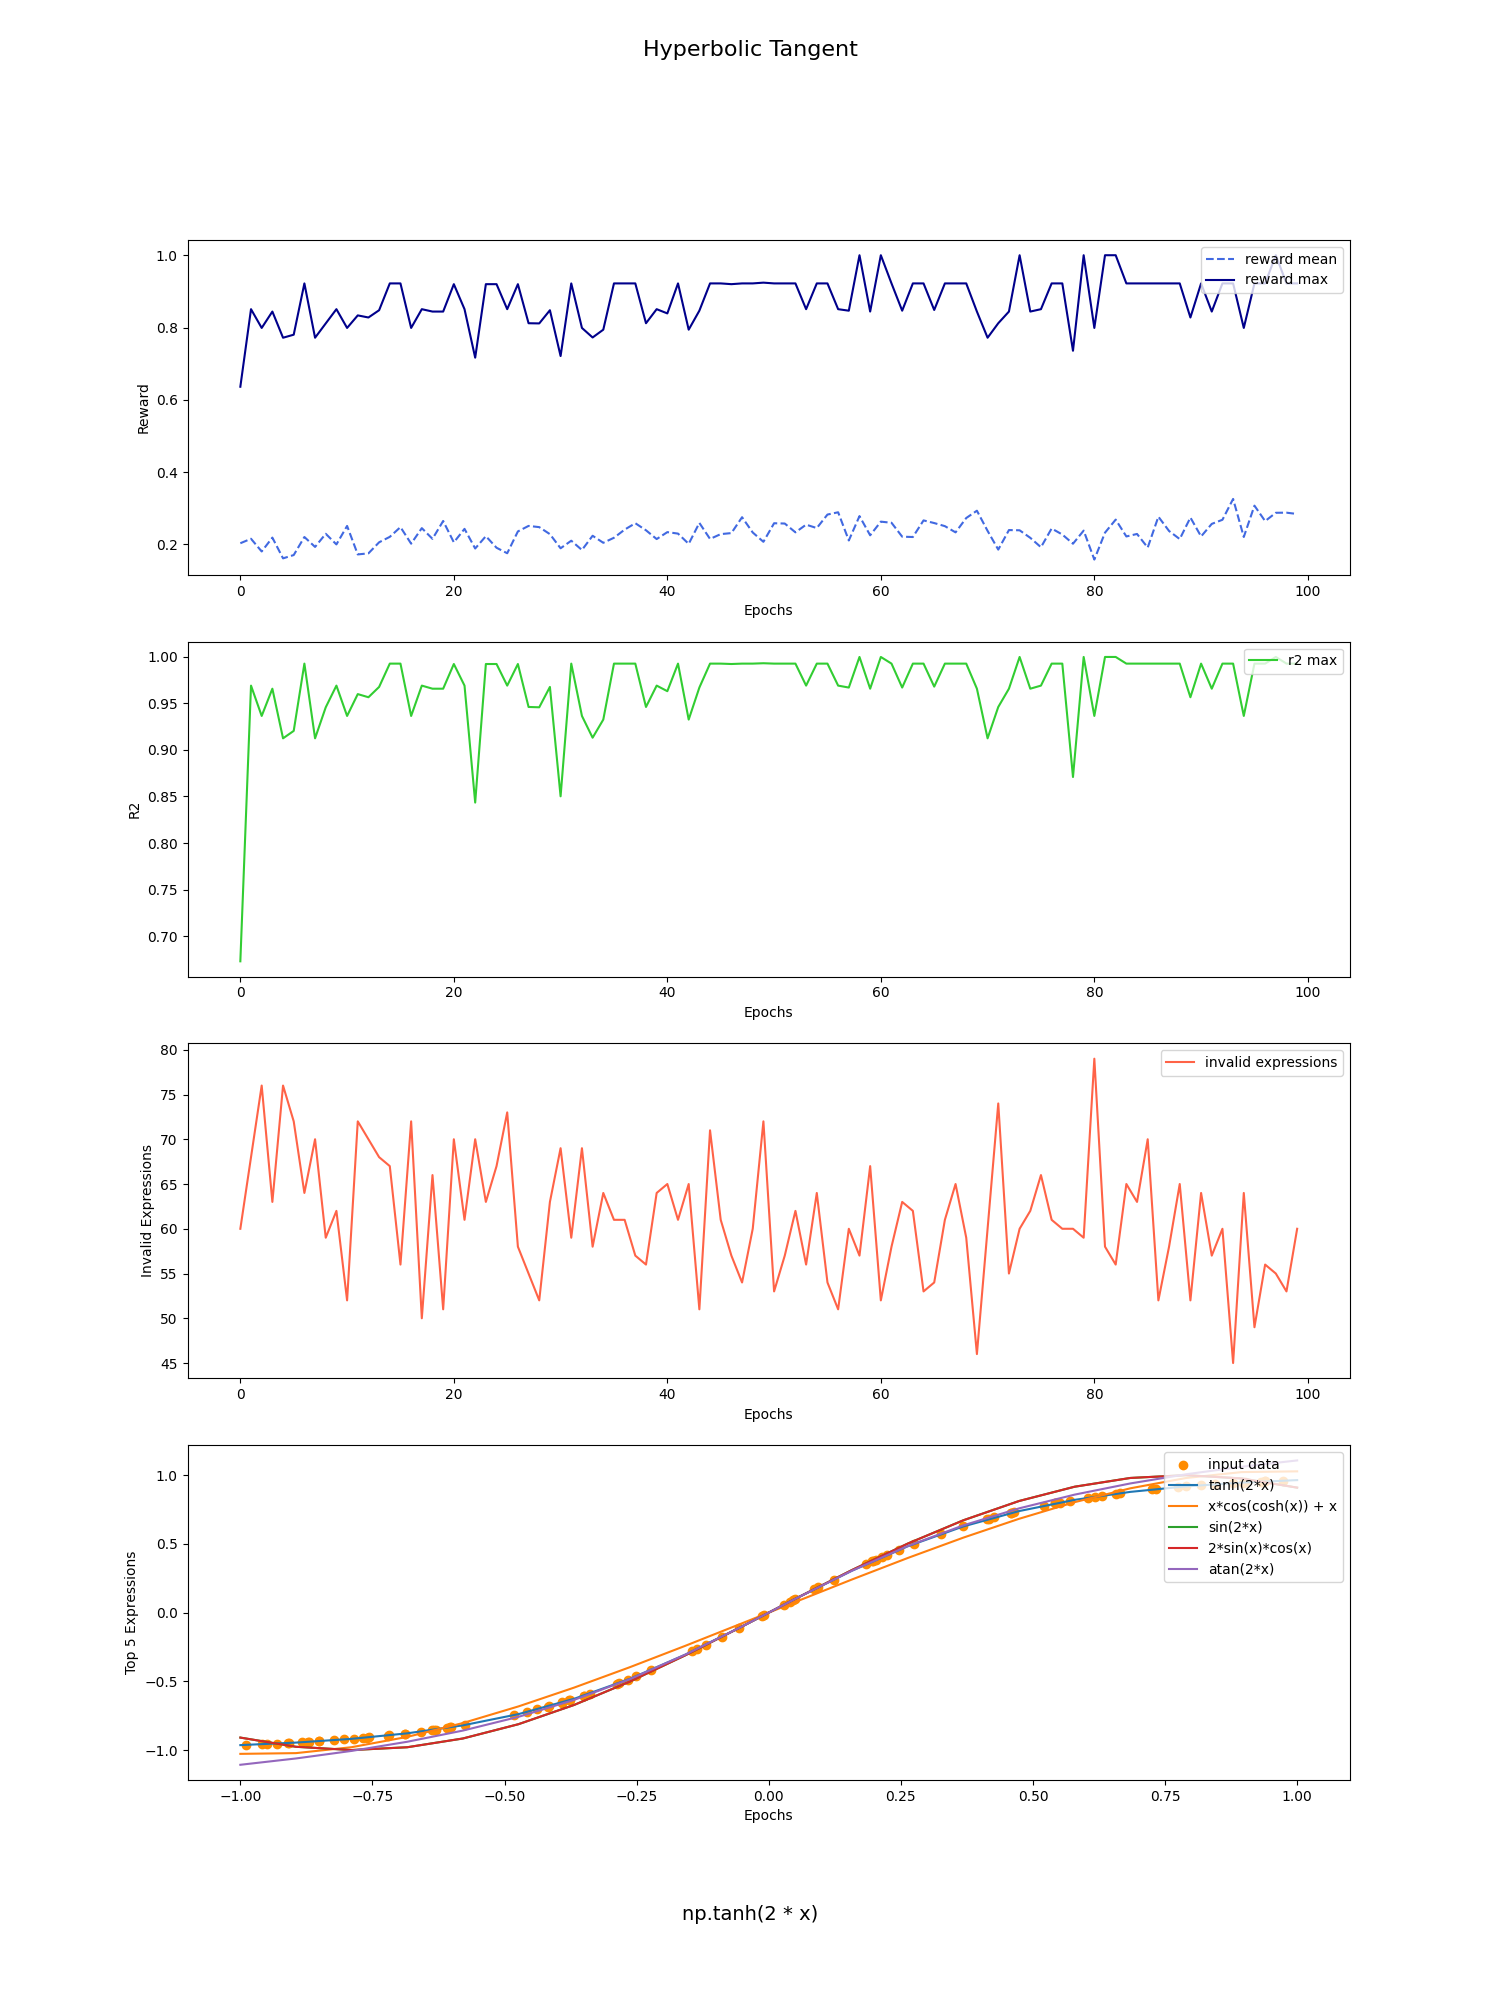 Hyperbolic Tangent
1.0
0.8
0.6
0.4
0.2
Reward
reward mean
reward max
0 20 40 60 80 100
Epochs
1.00
0.95
0.90
0.85
0.80
0.75
0.70
R2
r2 max
0 20 40 60 80 100
Epochs
80
75
70
65
60
55
50
45
Invalid Expressions
invalid expressions
0 20 40 60 80 100
Epochs
1.0
0.5
0.0
−0.5
−1.0
Top 5 Expressions
input data
tanh(2*x)
x*cos(cosh(x)) + x
sin(2*x)
2*sin(x)*cos(x)
atan(2*x)
−1.00 −0.75 −0.50 −0.25 0.00 0.25 0.50 0.75 1.00
Epochs
np.tanh(2 * x)